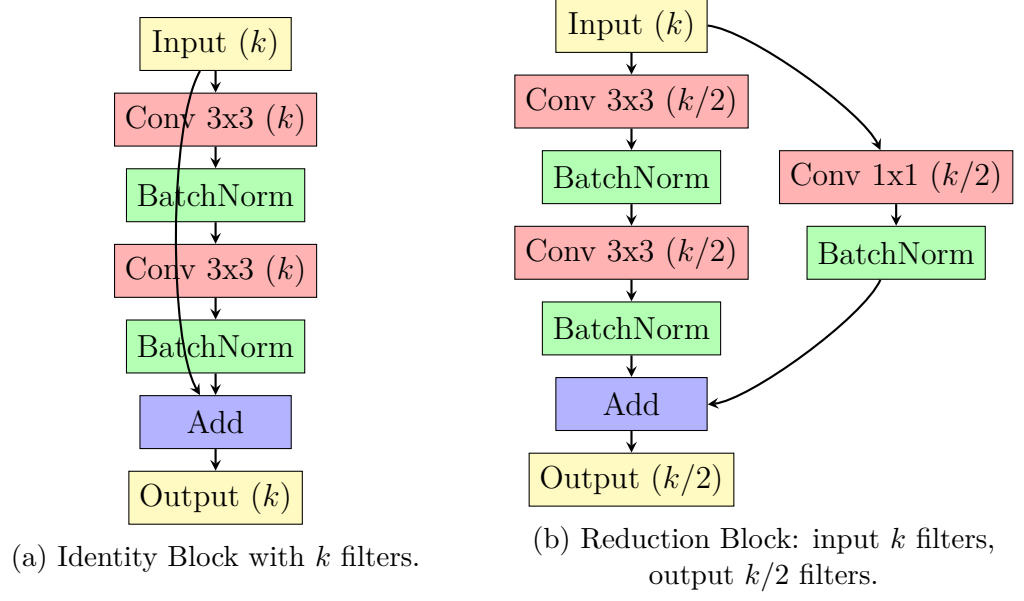 Input (k)
Conv 3x3 (k)
BatchNorm
Conv 3x3 (k)
BatchNorm
Add
Output (k)
(a) Identity Block with k filters.
Input (k)
Conv 3x3 (k/2)
BatchNorm
Conv 3x3 (k/2)
BatchNorm
Add
Output (k/2)
Conv 1x1 (k/2)
BatchNorm
(b) Reduction Block: input k filters,
output k/2 filters.